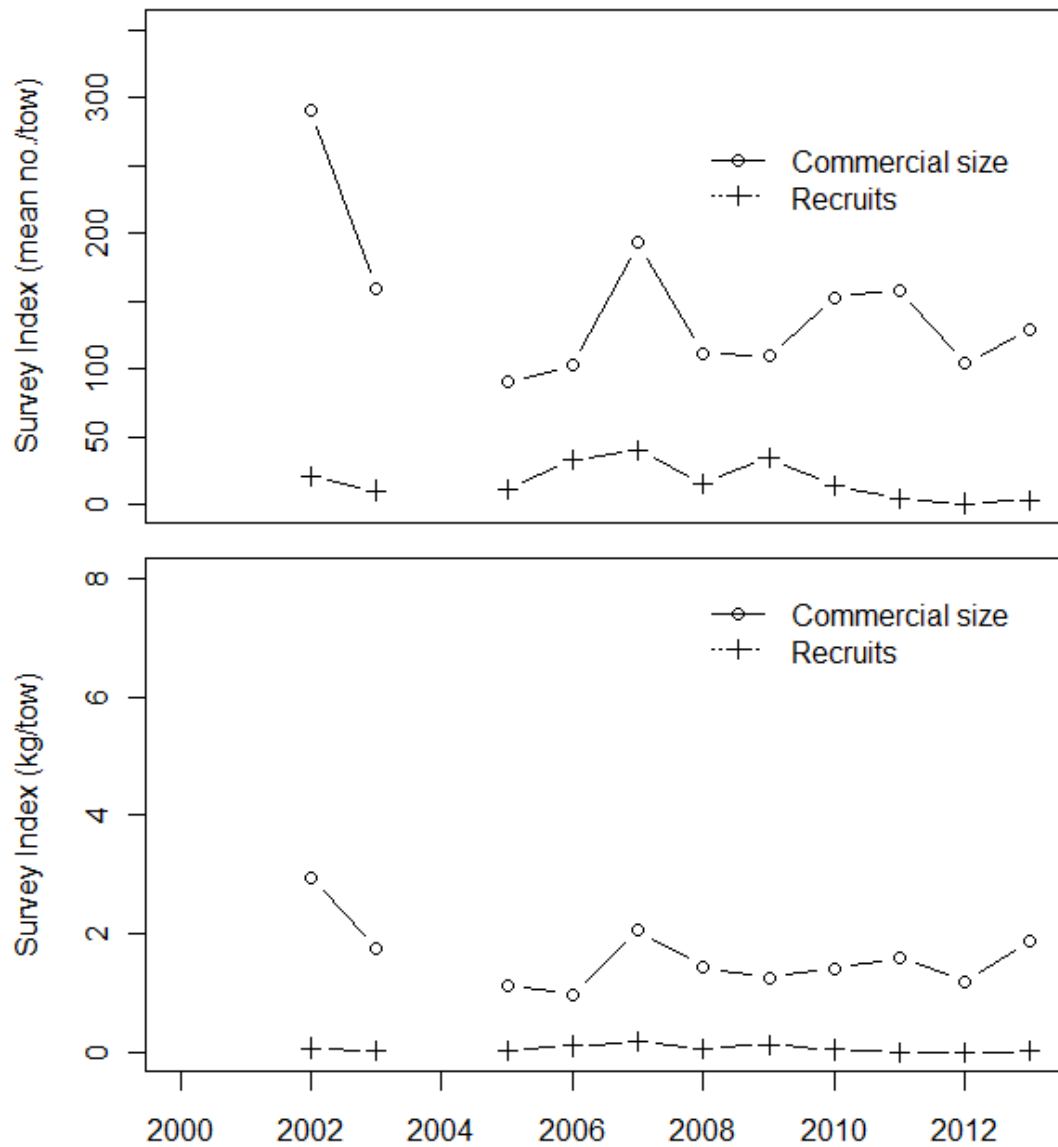 Survey Index (mean no./tow)
300
200
100
50
0
Commercial size
Recruits
Survey Index (kg/tow)
8
6
4
2
0
Commercial size
Recruits
2000 2002 2004 2006 2008 2010 2012